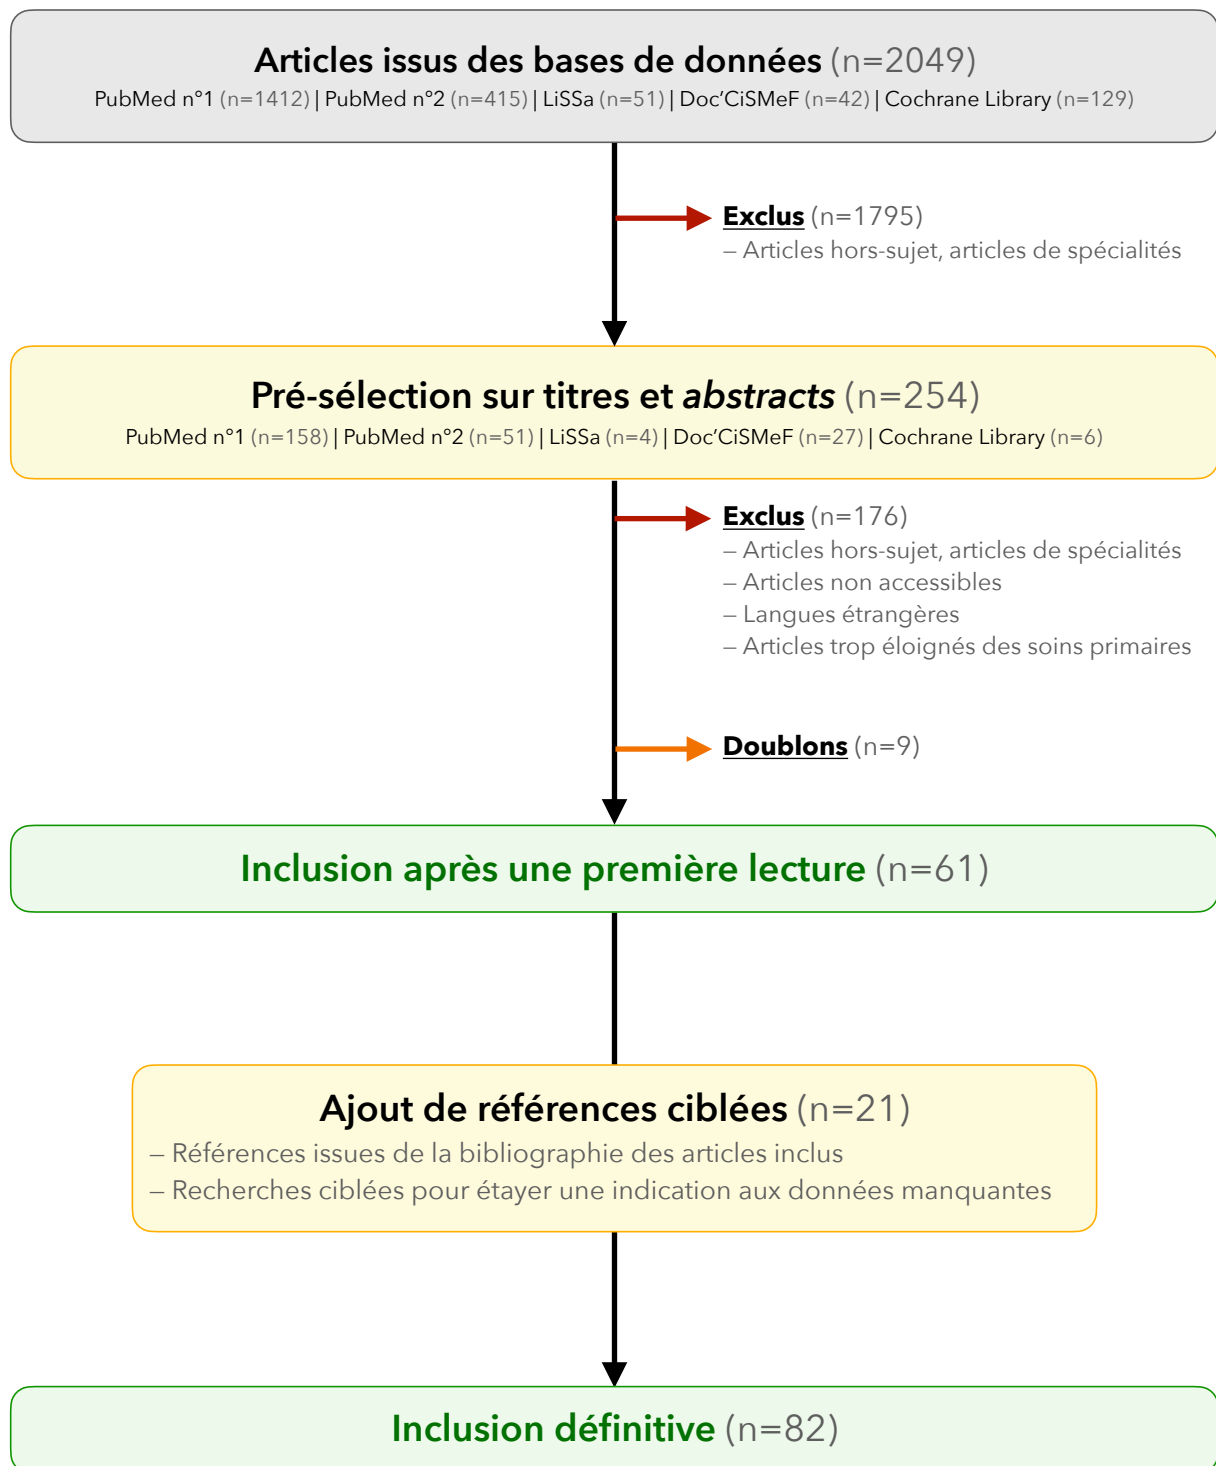 Articles issus des bases de données (n=2049)
PubMed n°1 (n=1412) | PubMed n°2 (n=415) | LiSSa (n=51) | Doc'CiSMeF (n=42) | Cochrane Library (n=129)
Exclus (n=1795)
– Articles hors-sujet, articles de spécialités
Pré-sélection sur titres et abstracts (n=254)
PubMed n°1 (n=158) | PubMed n°2 (n=51) | LiSSa (n=4) | Doc'CiSMeF (n=27) | Cochrane Library (n=6)
Exclus (n=176)
– Articles hors-sujet, articles de spécialités
– Articles non accessibles
– Langues étrangères
– Articles trop éloignés des soins primaires
Doublons (n=9)
Inclusion après une première lecture (n=61)
Ajout de références ciblées (n=21)
– Références issues de la bibliographie des articles inclus
– Recherches ciblées pour étayer une indication aux données manquantes
Inclusion définitive (n=82)